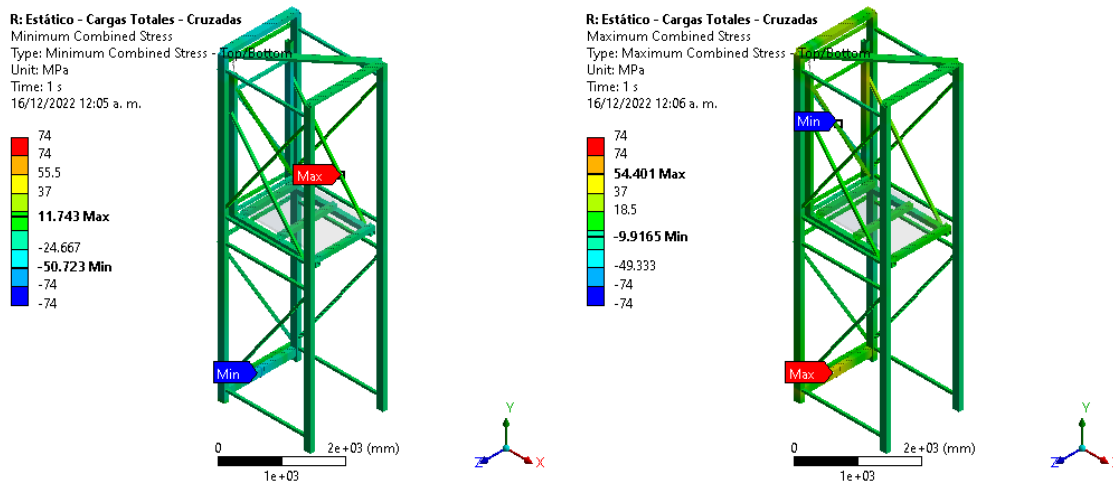 R: Estático - Cargas Totales - Cruzadas
Minimum Combined Stress
Type: Minimum Combined Stress - Top/Bottom
Unit: MPa
Time: 1 s
16/12/2022 12:05 a. m.
74
74
55.5
37
11.743 Max
-24.667
-50.723 Min
-74
-74
Max
Min
0
2e+03 (mm)
1e+03
Y
Z
X
R: Estático - Cargas Totales - Cruzadas
Maximum Combined Stress
Type: Maximum Combined Stress - Top/Bottom
Unit: MPa
Time: 1 s
16/12/2022 12:06 a. m.
74
74
54.401 Max
37
18.5
-9.9165 Min
-49.333
-74
-74
Min
Max
0
2e+03 (mm)
1e+03
Y
Z
X